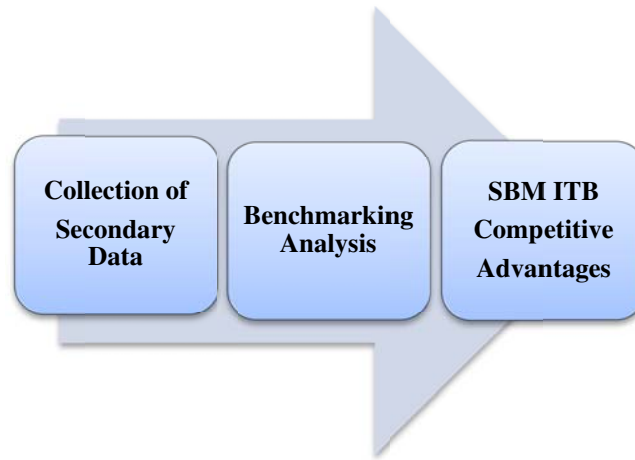 Collection of
Secondary
Data
Benchmarking
Analysis
SBM ITB
Competitive
Advantages